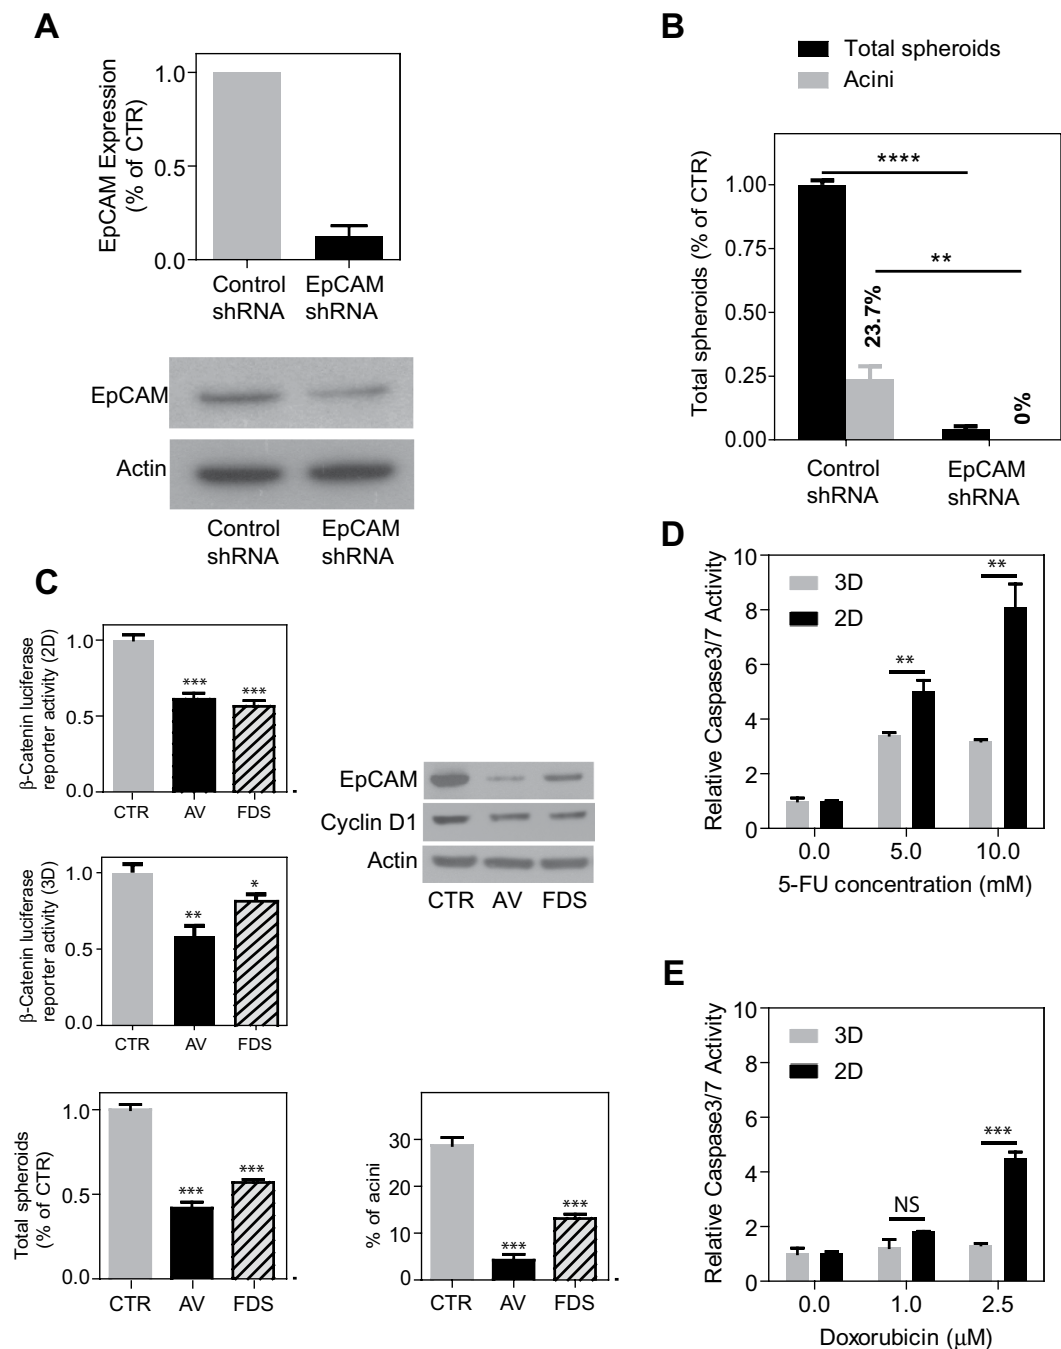 A
EpCAM Expression
(% of CTR)
1.0
0.5
0.0
Control
shRNA
EpCAM
shRNA
EpCAM
Actin
Control
shRNA
EpCAM
shRNA
B
Total spheroids
Acini
Total spheroids (% of CTR)
1.00
0.75
0.50
0.25
0.00
****
**
23.7%
0%
Control
shRNA
EpCAM
shRNA
C
β-Catenin luciferase
reporter activity (2D)
1.0
0.5
0.0
***
***
CTR
AV
FDS
β-Catenin luciferase
reporter activity (3D)
1.0
0.5
0.0
**
*
CTR
AV
FDS
EpCAM
Cyclin D1
Actin
CTR
AV
FDS
Total spheroids
(% of CTR)
1.0
0.5
0.0
***
***
CTR
AV
FDS
% of acini
30
20
10
0
***
***
CTR
AV
FDS
D
3D
2D
Relative Caspase3/7 Activity
10
8
6
4
2
0
**
**
0.0
5.0
10.0
5-FU concentration (mM)
E
3D
2D
Relative Caspase3/7 Activity
10
8
6
4
2
0
NS
***
0.0
1.0
2.5
Doxorubicin (μM)